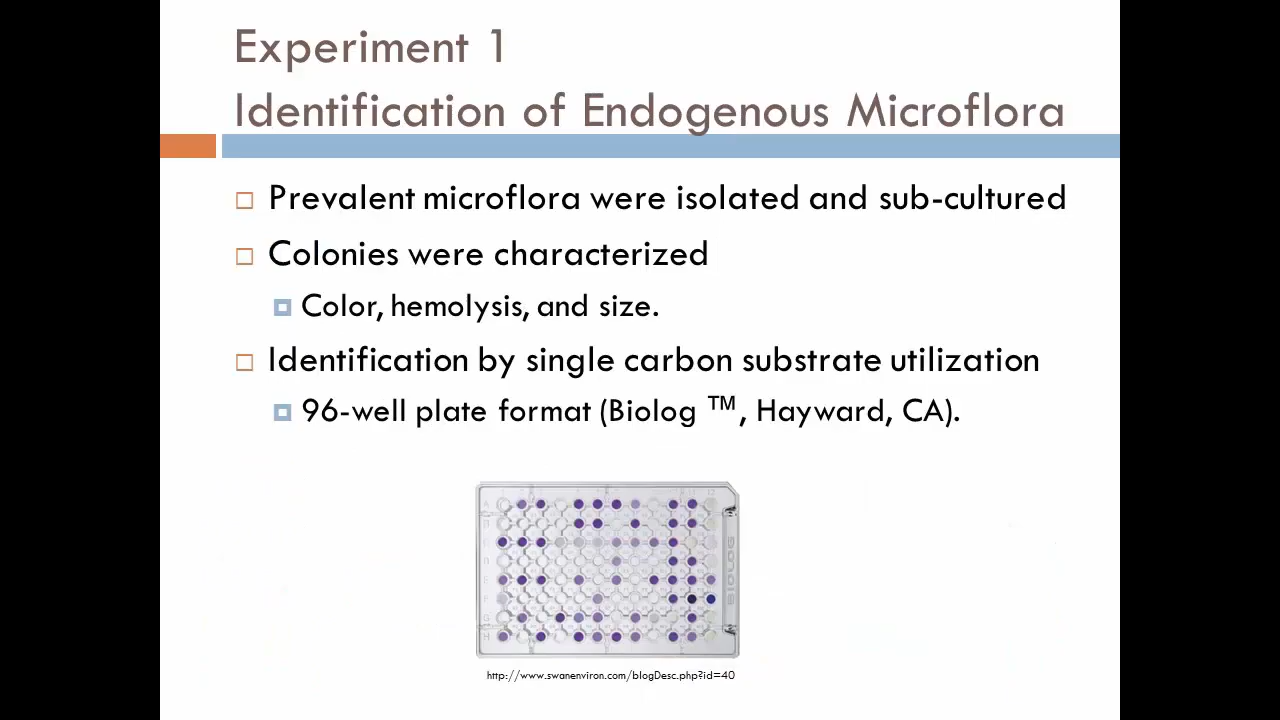 Experiment 1
Identification of Endogenous Microflora
Prevalent microflora were isolated and sub-cultured
Colonies were characterized
Color, hemolysis, and size.
Identification by single carbon substrate utilization
96-well plate format (Biolog ™, Hayward, CA).
BIOLOG
http://www.swanenviron.com/blogDesc.php?id=40